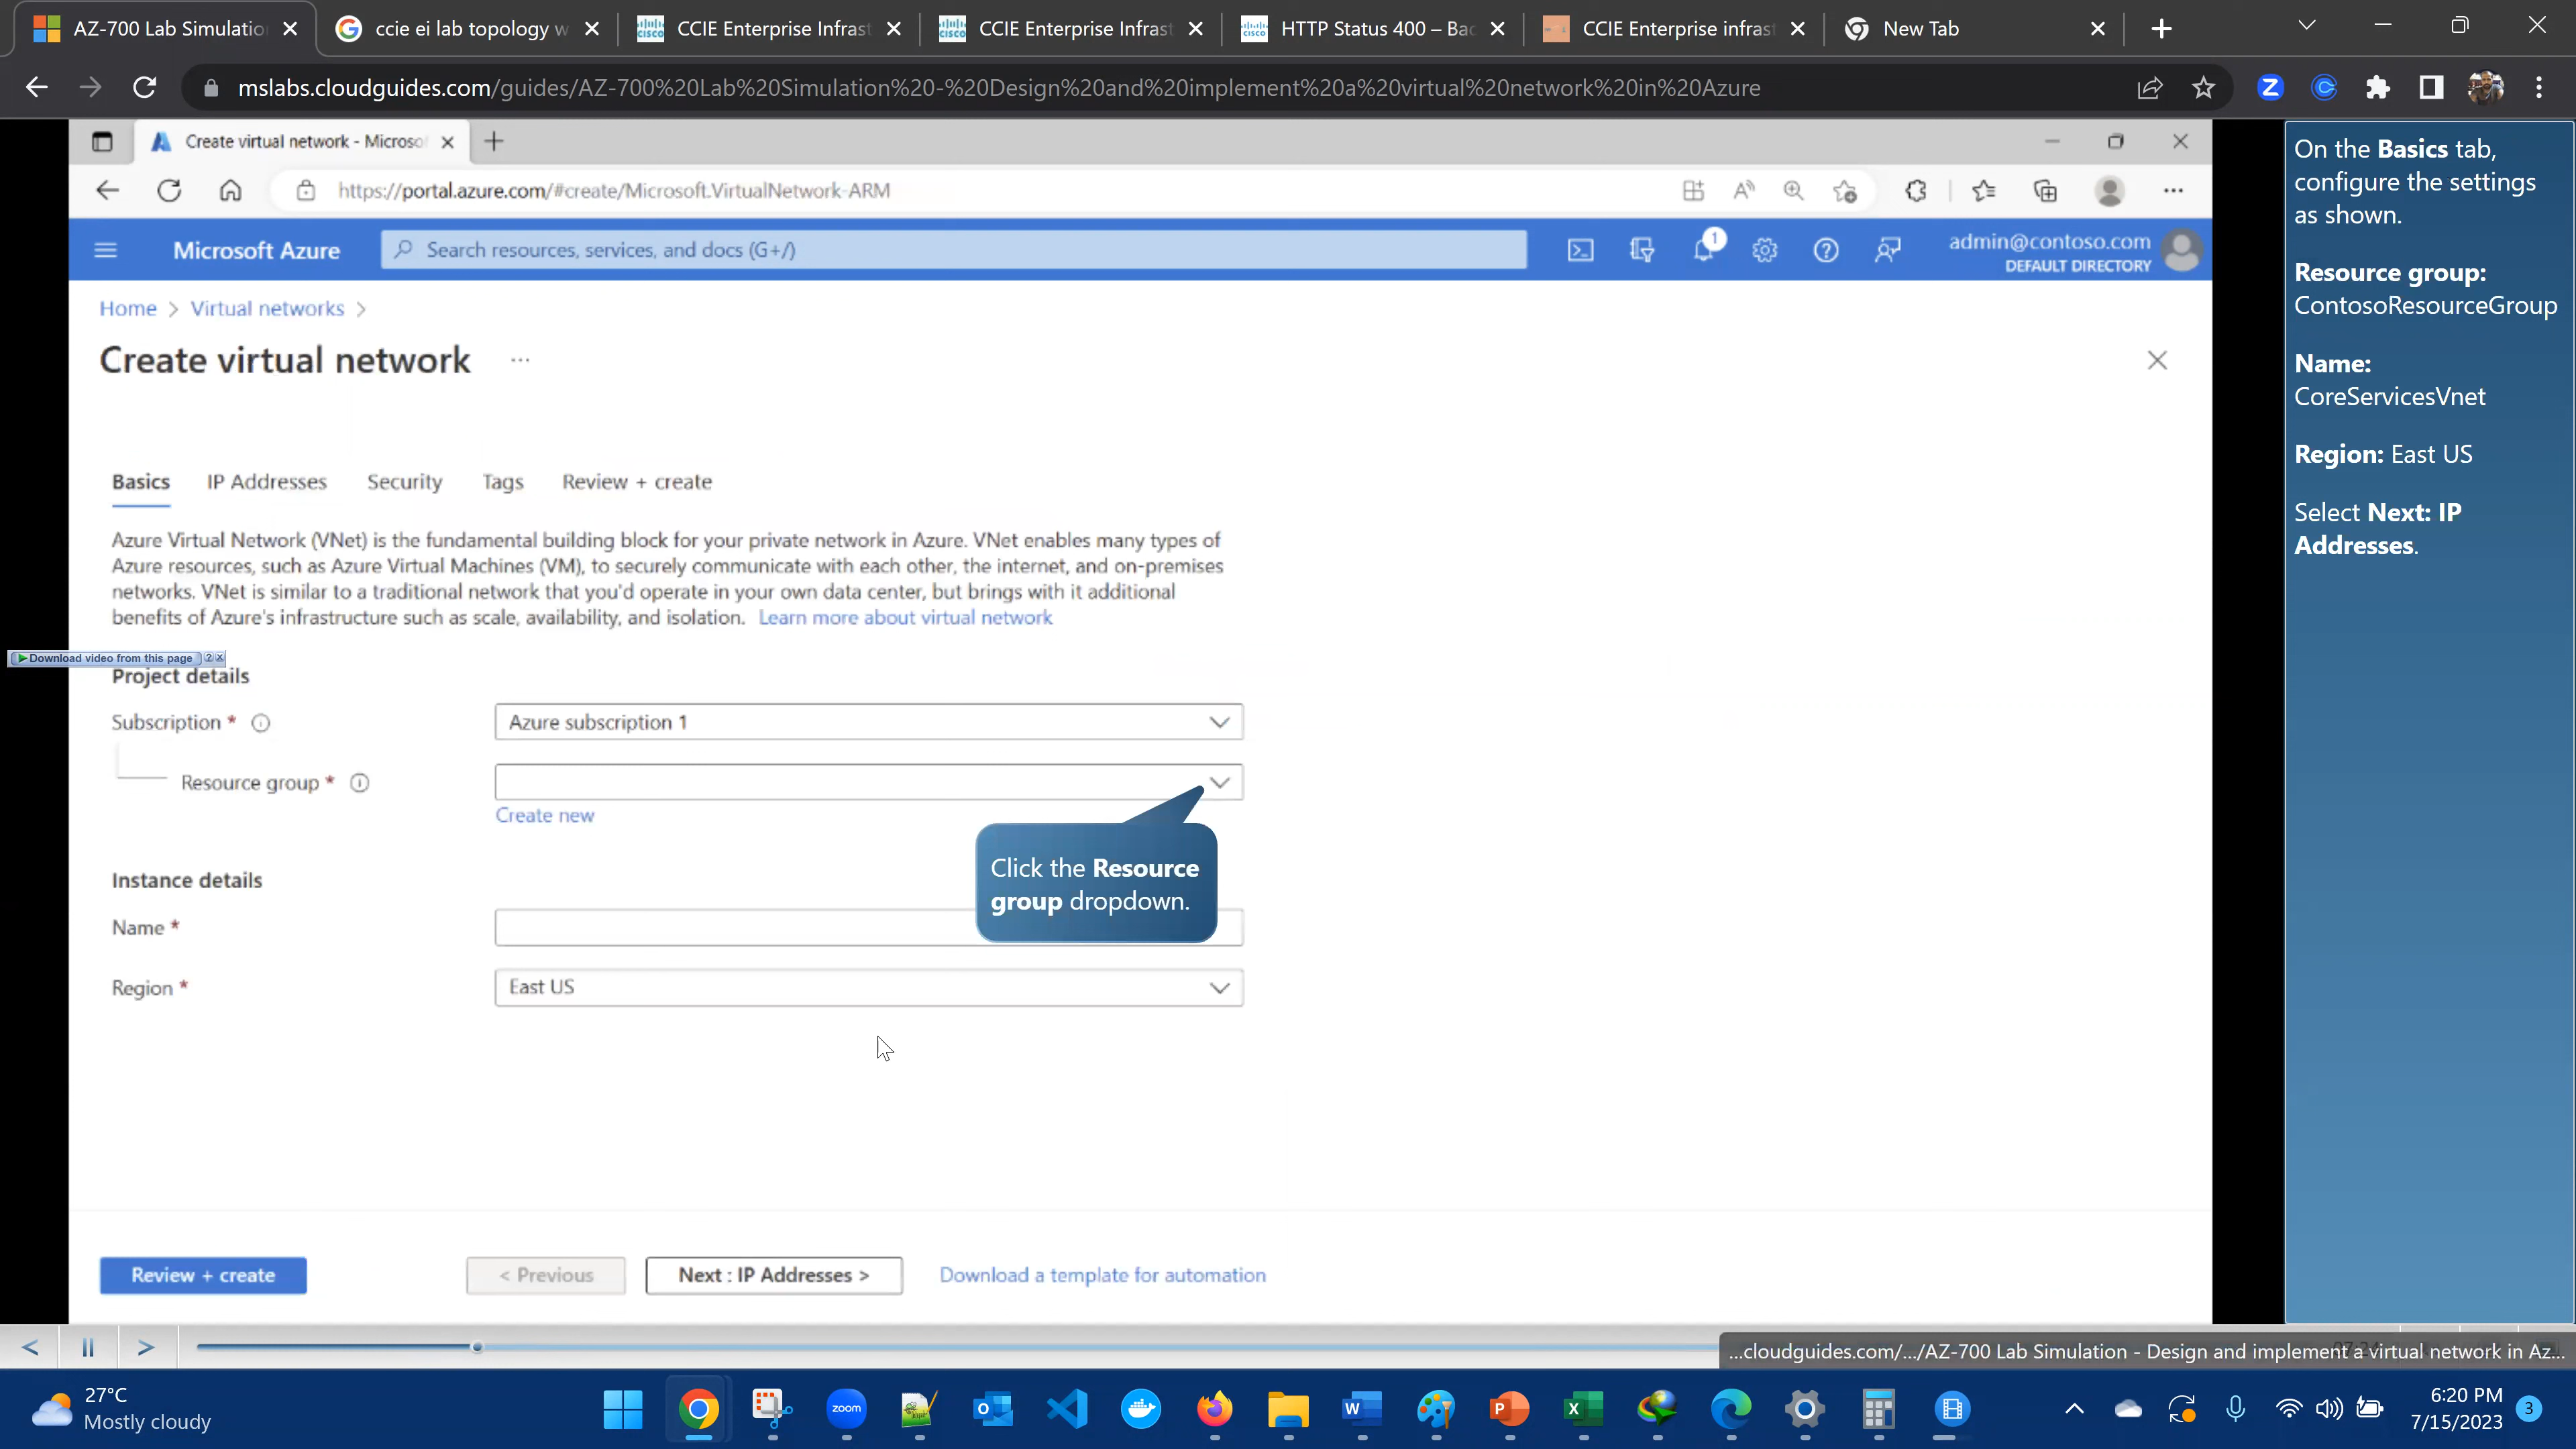 AZ-700 Lab Simulatio
ccie ei lab topology w
CCIE Enterprise Infrast
CCIE Enterprise Infrast
HTTP Status 400 – Bac
CCIE Enterprise infrast
New Tab
mslabs.cloudguides.com/guides/AZ-700%20Lab%20Simulation%20-%20Design%20and%20implement%20a%20virtual%20network%20in%20Azure
Create virtual network - Microsof
https://portal.azure.com/#create/Microsoft.VirtualNetwork-ARM
Microsoft Azure
Search resources, services, and docs (G+/)
1
admin@contoso.com
DEFAULT DIRECTORY
Home > Virtual networks >
Create virtual network ...
Basics
IP Addresses
Security
Tags
Review + create
Azure Virtual Network (VNet) is the fundamental building block for your private network in Azure. VNet enables many types of
Azure resources, such as Azure Virtual Machines (VM), to securely communicate with each other, the internet, and on-premises
networks. VNet is similar to a traditional network that you'd operate in your own data center, but brings with it additional
benefits of Azure's infrastructure such as scale, availability, and isolation. Learn more about virtual network
Download video from this page
Project details
Subscription *
Azure subscription 1
Resource group *
Create new
Click the Resource
group dropdown.
Instance details
Name *
Region *
East US
Review + create
< Previous
Next : IP Addresses >
Download a template for automation
On the Basics tab,
configure the settings
as shown.
Resource group:
ContosoResourceGroup
Name:
CoreServicesVnet
Region: East US
Select Next: IP
Addresses.
...cloudguides.com/.../AZ-700 Lab Simulation - Design and implement a virtual network in Az...
27°C
Mostly cloudy
zoom
6:20 PM
7/15/2023
3